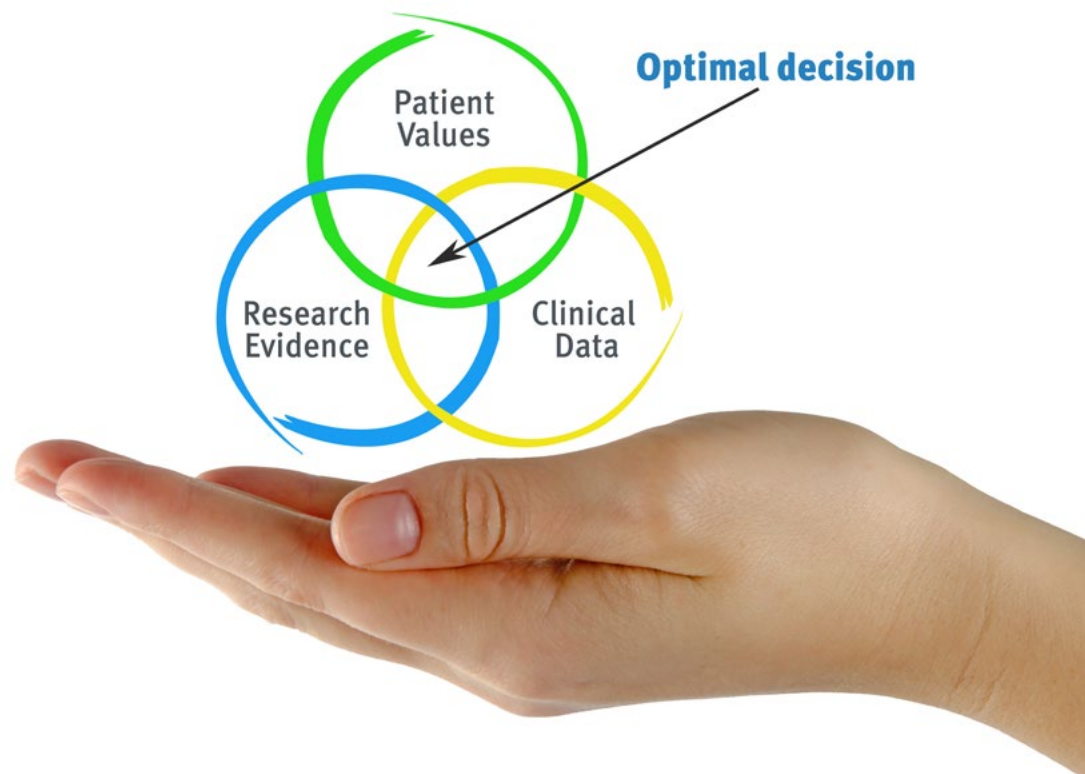 Optimal decision
Patient
Values
Research
Evidence
Clinical
Data